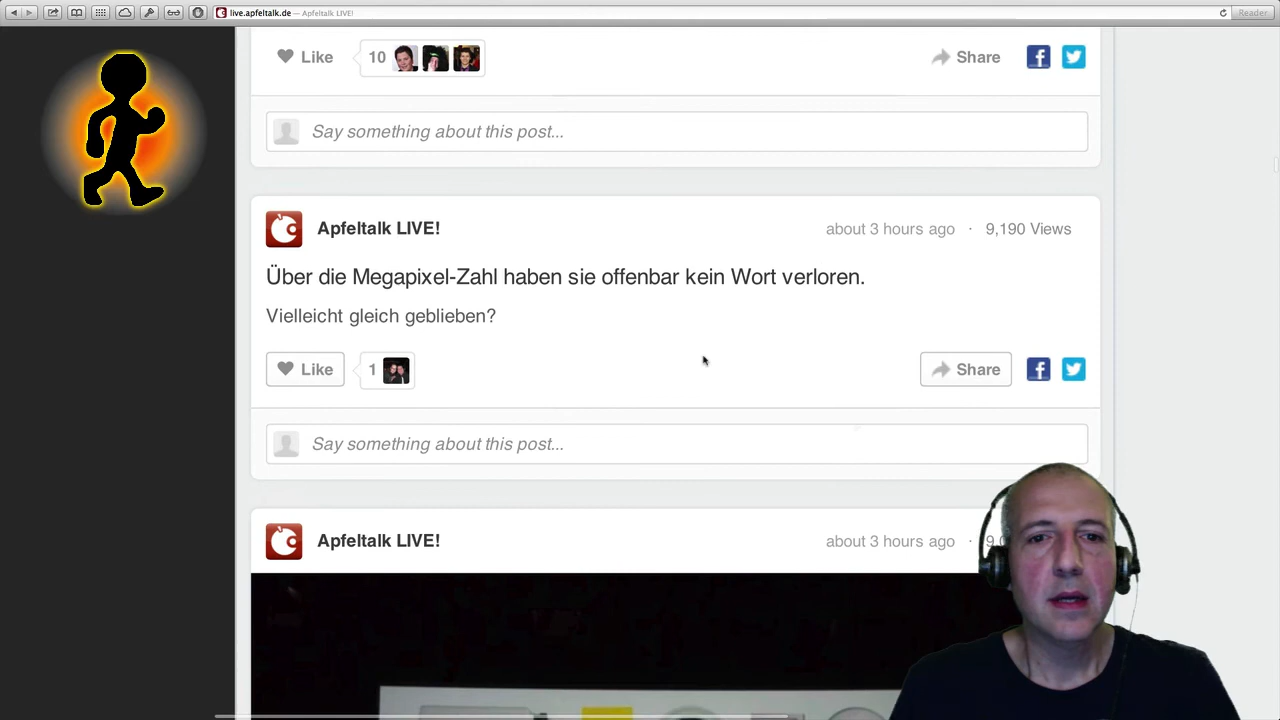 live.apfeltalk.de — Apfeltalk LIVE!
Reader
Like
10
Share
Say something about this post...
Apfeltalk LIVE!
about 3 hours ago · 9,190 Views
Über die Megapixel-Zahl haben sie offenbar kein Wort verloren.
Vielleicht gleich geblieben?
Like
1
Share
Say something about this post...
Apfeltalk LIVE!
about 3 hours ago ·